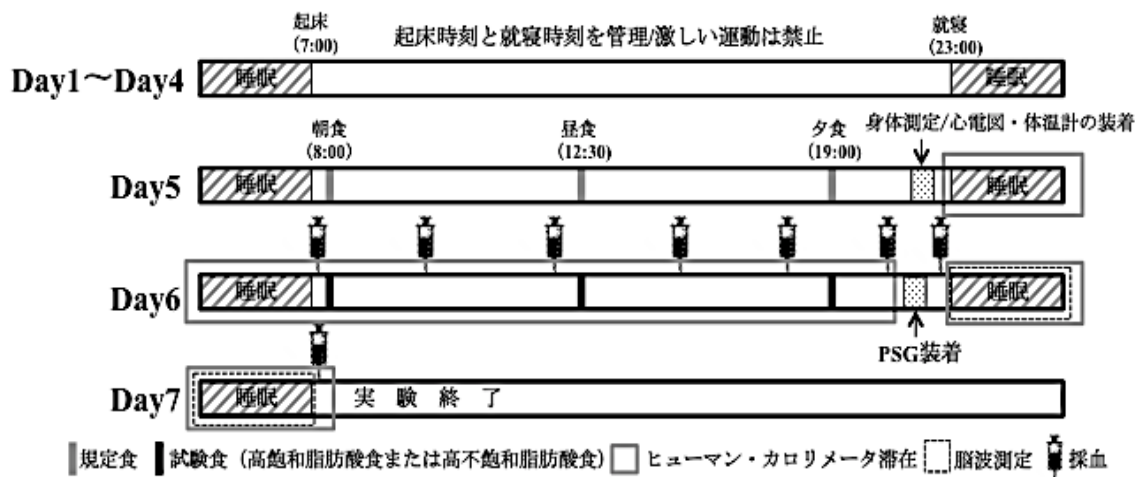 起床
(7:00)
起床時刻と就寝時刻を管理/激しい運動は禁止
就寝
(23:00)
Day1〜Day4
睡眠
睡眠
朝食
(8:00)
昼食
(12:30)
夕食
(19:00)
身体測定/心電図・体温計の装着
Day5
睡眠
睡眠
Day6
睡眠
睡眠
PSG装着
Day7
睡眠
実験終了
規定食
試験食（高飽和脂肪酸食または高不飽和脂肪酸食）
ヒューマン・カロリメータ滞在
脳波測定
採血